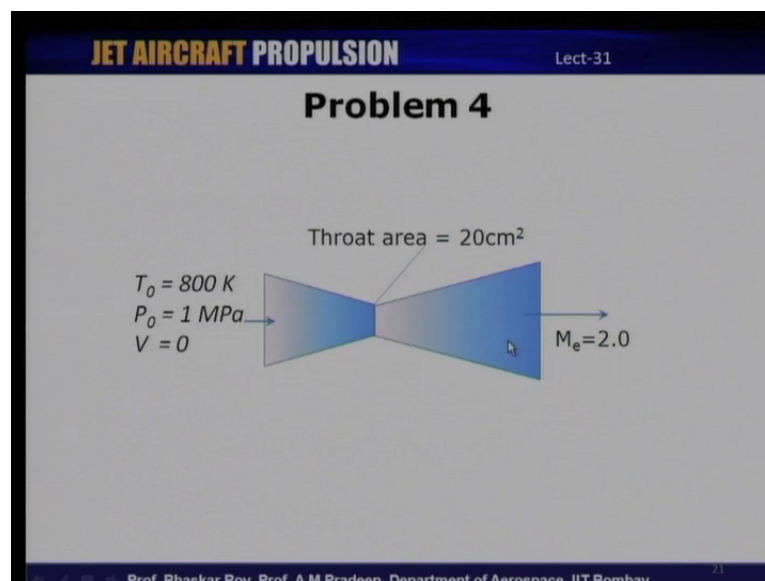 JET AIRCRAFT PROPULSION Lect-31
Problem 4
Throat area = 20cm²
T₀ = 800 K
P₀ = 1 MPa
V = 0
Mₑ=2.0
21
Prof. Bhaskar Roy, Prof. A M Pradeep, Department of Aerospace, IIT Bombay